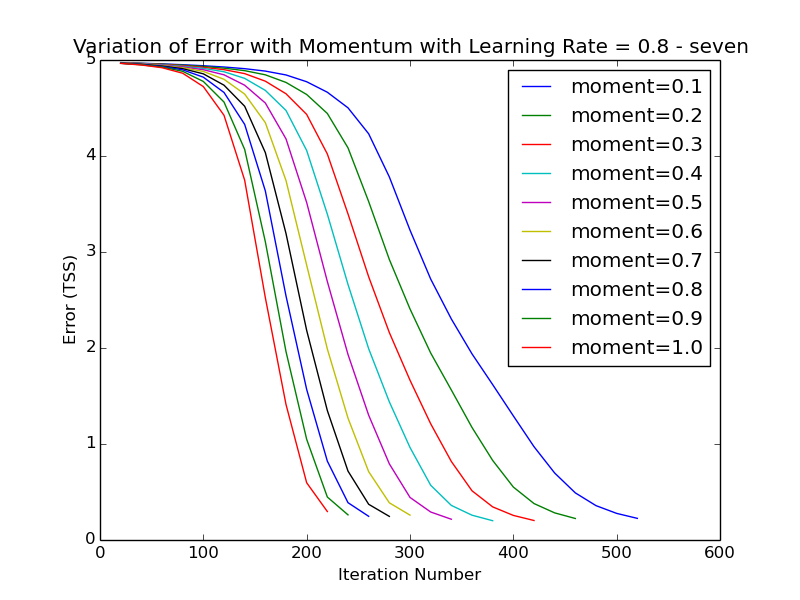 Variation of Error with Momentum with Learning Rate = 0.8 - seven
5
4
3
2
1
0
Error (TSS)
moment=0.1
moment=0.2
moment=0.3
moment=0.4
moment=0.5
moment=0.6
moment=0.7
moment=0.8
moment=0.9
moment=1.0
0 100 200 300 400 500 600
Iteration Number